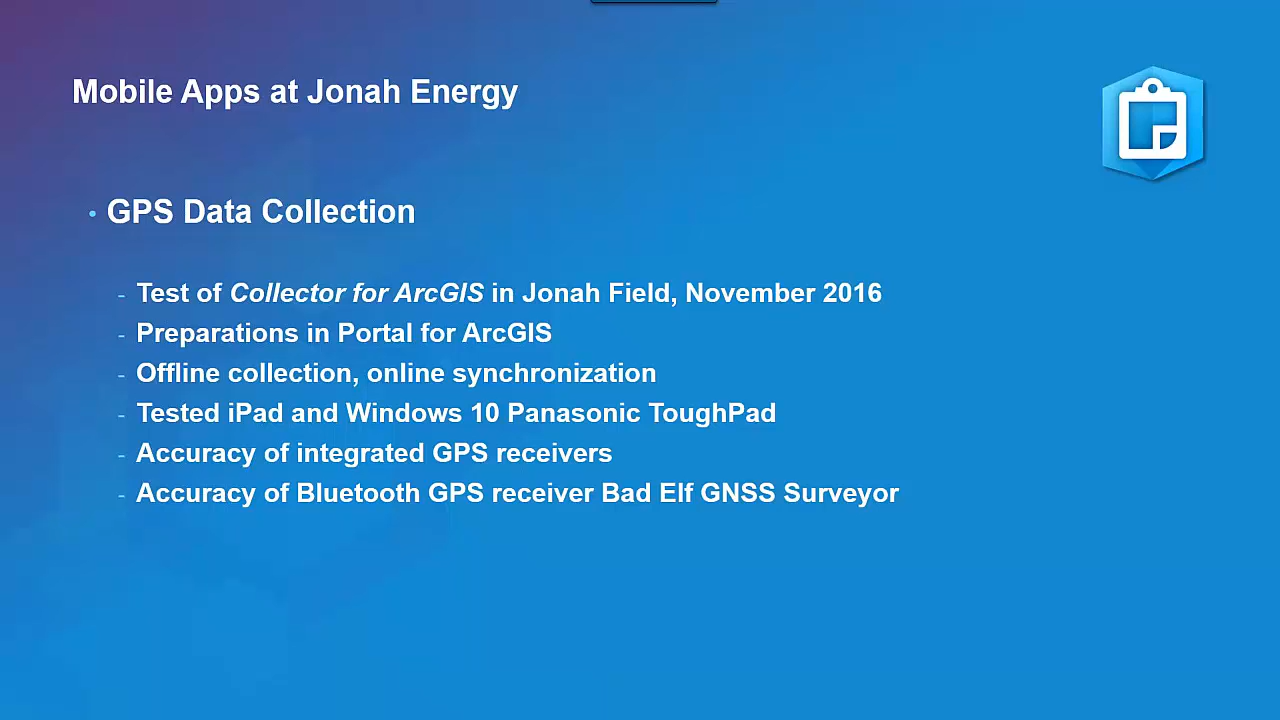 Mobile Apps at Jonah Energy
• GPS Data Collection
- Test of Collector for ArcGIS in Jonah Field, November 2016
- Preparations in Portal for ArcGIS
- Offline collection, online synchronization
- Tested iPad and Windows 10 Panasonic ToughPad
- Accuracy of integrated GPS receivers
- Accuracy of Bluetooth GPS receiver Bad Elf GNSS Surveyor